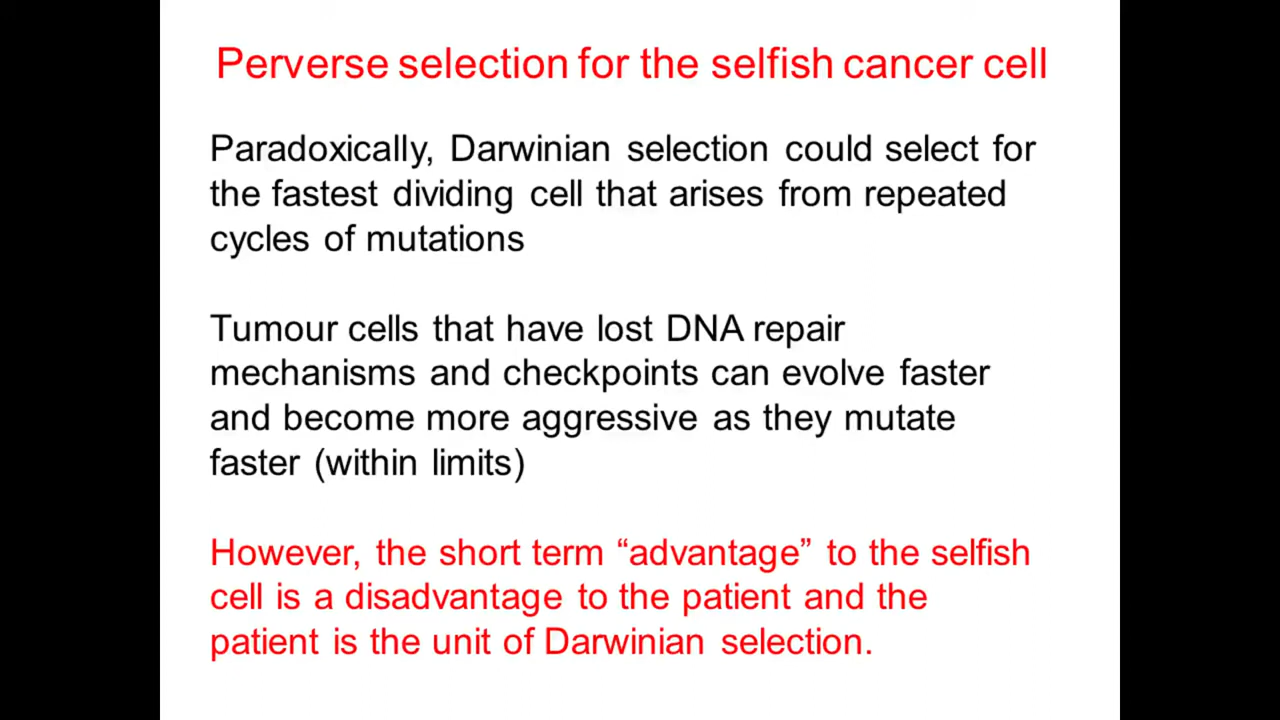 Perverse selection for the selfish cancer cell
Paradoxically, Darwinian selection could select for
the fastest dividing cell that arises from repeated
cycles of mutations
Tumour cells that have lost DNA repair
mechanisms and checkpoints can evolve faster
and become more aggressive as they mutate
faster (within limits)
However, the short term “advantage” to the selfish
cell is a disadvantage to the patient and the
patient is the unit of Darwinian selection.